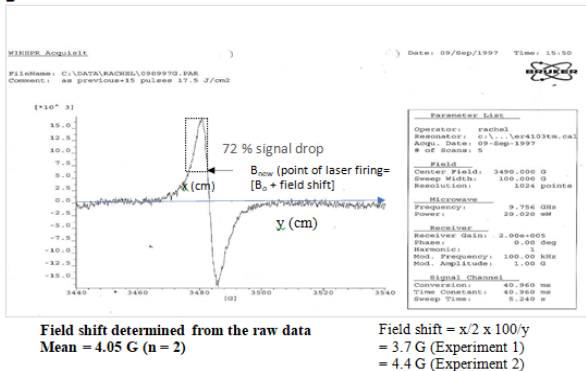 WINEPR Acquisit
Date: 09/Sep/1997 Time: 15:50
FileName: C:\DATA\RACHEL\090997G.PAR
Comment: as previous+15 pulses 17.5 J/cm2
BRUKER
[*10^ 3]
15.0
12.5
10.0
7.5
5.0
2.5
0.0
-2.5
-5.0
-7.5
-10.0
-12.5
-15.0
3440 3460 3480 3500 3520 3540
[G]
72 % signal drop
Bnew (point of laser firing=
[Bo + field shift]
x (cm)
y (cm)
Parameter List
Operator: rachel
Resonator: c:\...\er4103tm.cal
Acqu. Date: 09-Sep-1997
# of Scans: 5
Field
Center Field: 3490.000 G
Sweep Width: 100.000 G
Resolution: 1024 points
Microwave
Frequency: 9.756 GHz
Power: 20.020 mW
Receiver
Receiver Gain: 2.00e+005
Phase: 0.00 deg
Harmonic: 1
Mod. Frequency: 100.00 kHz
Mod. Amplitude: 1.00 G
Signal Channel
Conversion: 40.960 ms
Time Constant: 40.960 ms
Sweep Time: 5.240 s
Field shift determined from the raw data
Mean = 4.05 G (n = 2)
Field shift = x/2 x 100/y
= 3.7 G (Experiment 1)
= 4.4 G (Experiment 2)